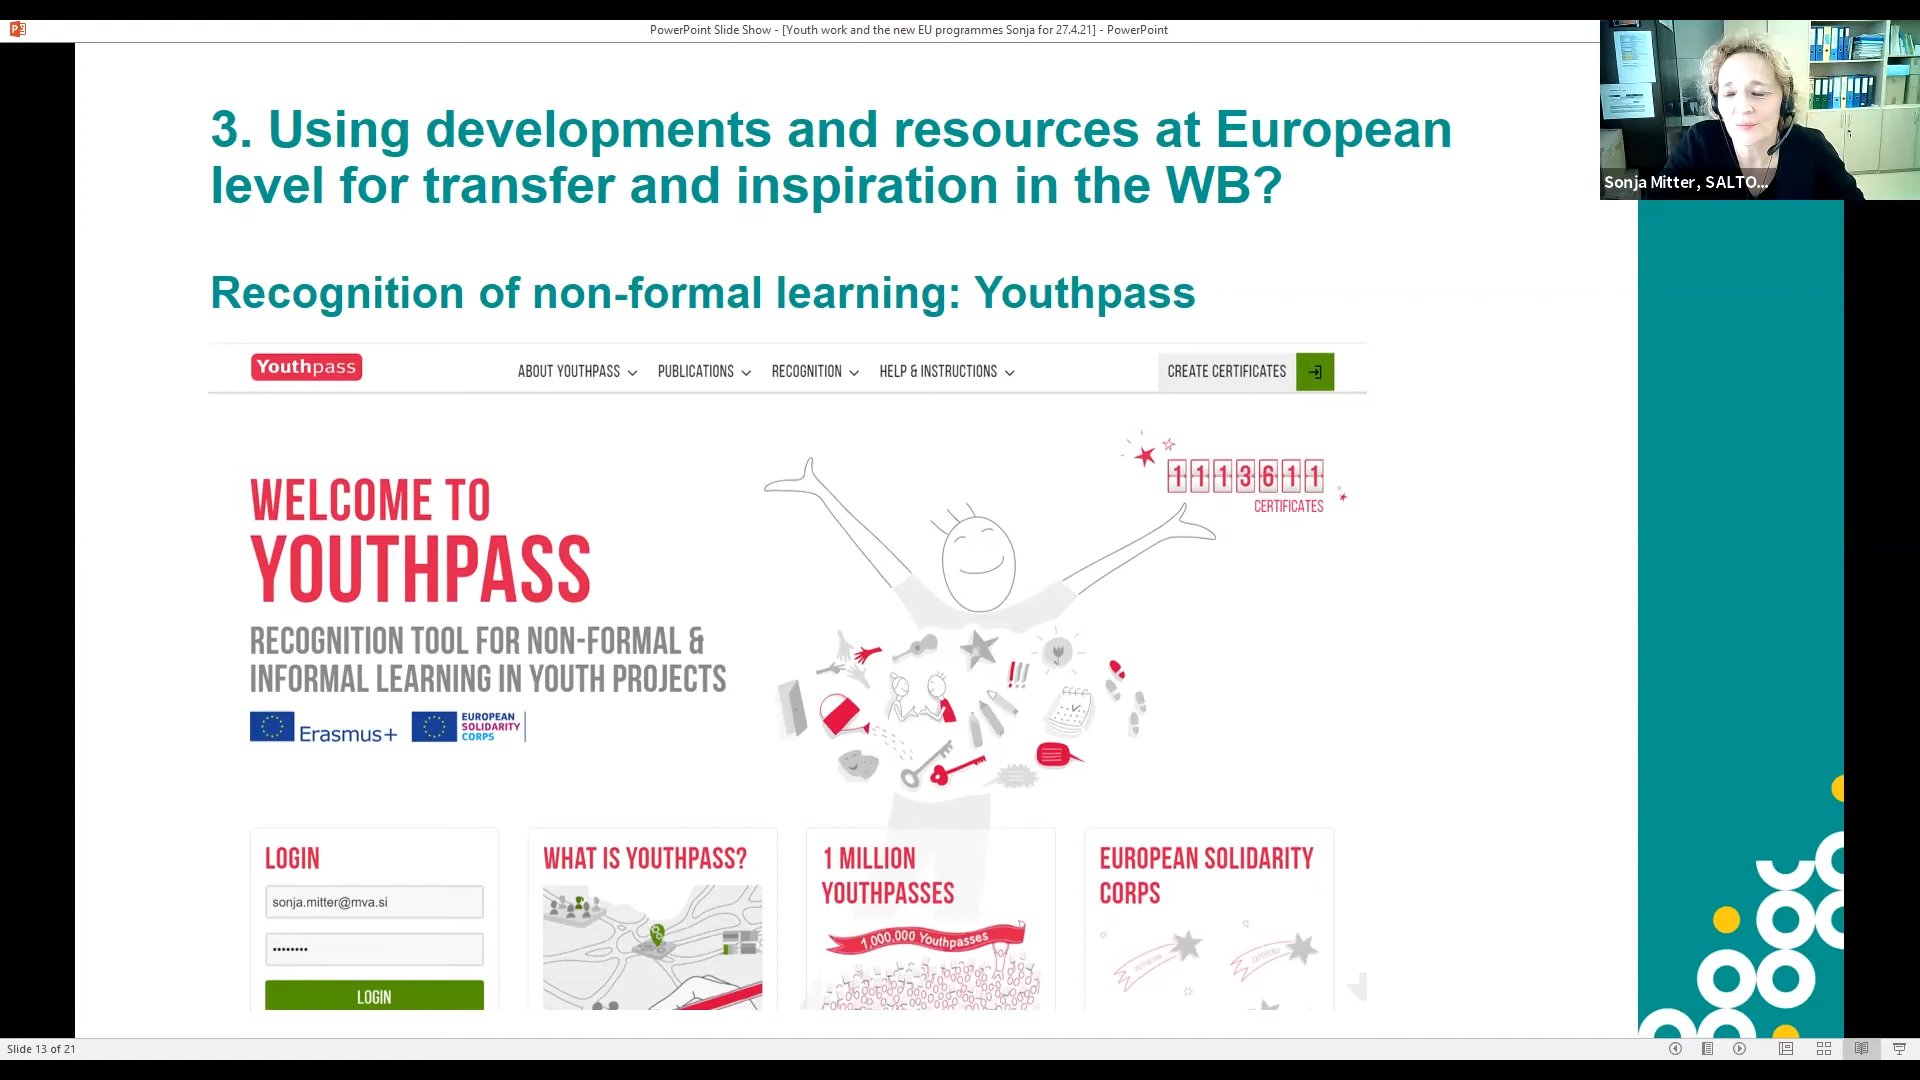 PowerPoint Slide Show - [Youth work and the new EU programmes Sonja for 27.4.21] - PowerPoint
Sonja Mitter, SALTO...
3. Using developments and resources at European
level for transfer and inspiration in the WB?
Recognition of non-formal learning: Youthpass
Youthpass
ABOUT YOUTHPASS
PUBLICATIONS
RECOGNITION
HELP & INSTRUCTIONS
CREATE CERTIFICATES
1113611
CERTIFICATES
WELCOME TO
YOUTHPASS
RECOGNITION TOOL FOR NON-FORMAL &
INFORMAL LEARNING IN YOUTH PROJECTS
Erasmus+
EUROPEAN
SOLIDARITY
CORPS
LOGIN
sonja.mitter@mva.si
••••••••
LOGIN
WHAT IS YOUTHPASS?
1 MILLION
YOUTHPASSES
1,000,000 Youthpasses
EUROPEAN SOLIDARITY
CORPS
Slide 13 of 21